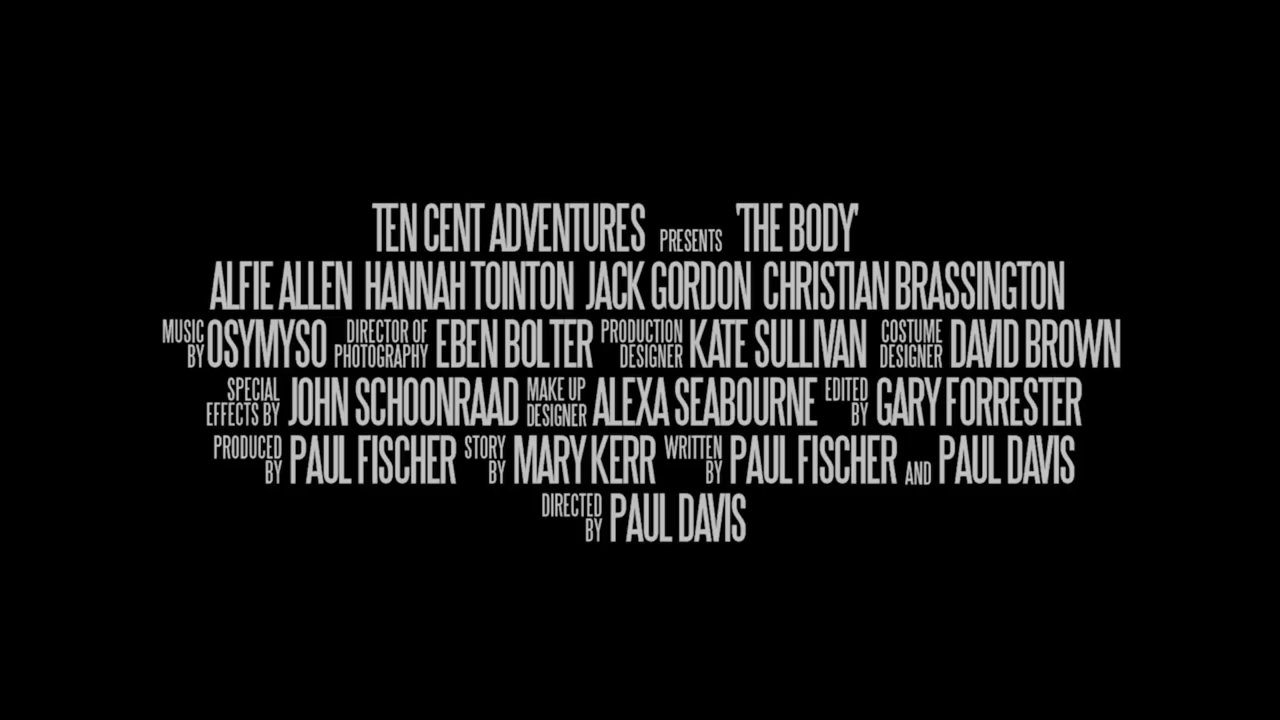 TEN CENT ADVENTURES PRESENTS 'THE BODY'
ALFIE ALLEN HANNAH TOINTON JACK GORDON CHRISTIAN BRASSINGTON
MUSIC BY OSYMYSO DIRECTOR OF PHOTOGRAPHY EBEN BOLTER PRODUCTION DESIGNER KATE SULLIVAN COSTUME DESIGNER DAVID BROWN
SPECIAL EFFECTS BY JOHN SCHOONRAAD MAKE UP DESIGNER ALEXA SEABOURNE EDITED BY GARY FORRESTER
PRODUCED BY PAUL FISCHER STORY BY MARY KERR WRITTEN BY PAUL FISCHER AND PAUL DAVIS
DIRECTED BY PAUL DAVIS